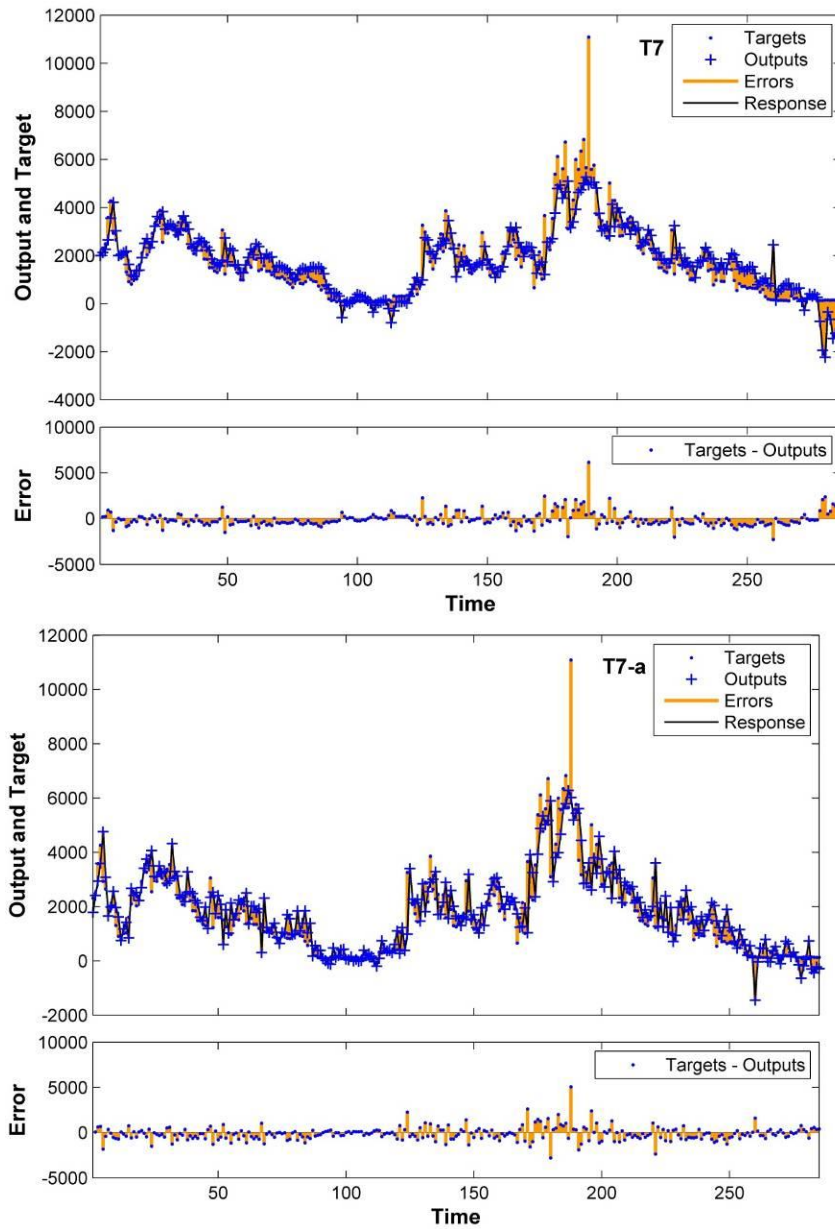 12000
10000
8000
6000
4000
2000
0
-2000
-4000
Output and Target
T7
Targets
Outputs
Errors
Response
10000
5000
0
-5000
Error
Targets - Outputs
50
100
150
200
250
Time
12000
10000
8000
6000
4000
2000
0
-2000
Output and Target
T7-a
Targets
Outputs
Errors
Response
10000
5000
0
-5000
Error
Targets - Outputs
50
100
150
200
250
Time